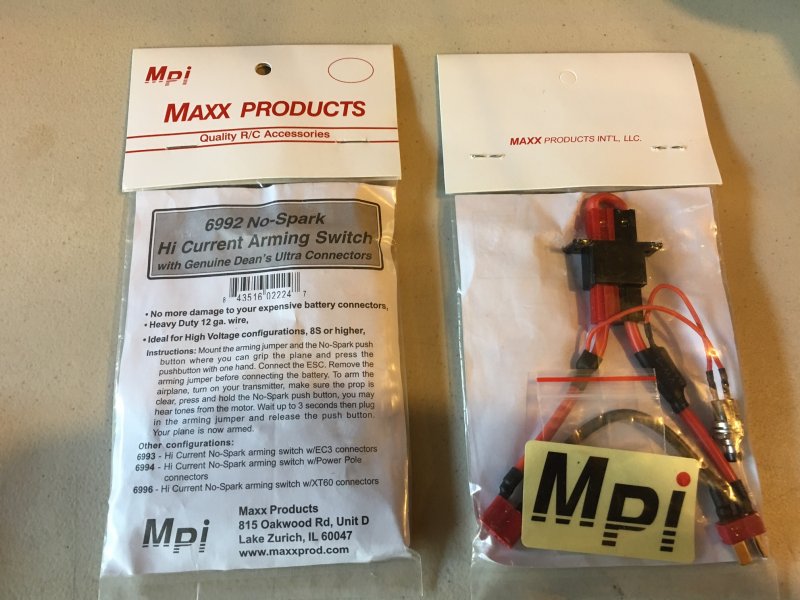 MPi
MAXX PRODUCTS
Quality R/C Accessories
6992 No-Spark
Hi Current Arming Switch
with Genuine Dean's Ultra Connectors
8 43516 02224 7
• No more damage to your expensive battery connectors,
• Heavy Duty 12 ga. wire,
• Ideal for High Voltage configurations, 8S or higher,
Instructions: Mount the arming jumper and the No-Spark push
button where you can grip the plane and press the
pushbutton with one hand. Connect the ESC. Remove the
arming jumper before connecting the battery. To arm the
airplane, turn on your transmitter, make sure the prop is
clear, press and hold the No-Spark push button, you may
hear tones from the motor. Wait up to 3 seconds then plug
in the arming jumper and release the push button.
Your plane is now armed.
Other configurations:
6993 - Hi Current No-Spark arming switch w/EC3 connectors
6994 - Hi Current No-Spark arming switch w/Power Pole
connectors
6996 - Hi Current No-Spark arming switch w/XT60 connectors
MPi
Maxx Products
815 Oakwood Rd, Unit D
Lake Zurich, IL 60047
www.maxxprod.com
MAXX PRODUCTS INT'L, LLC.
MPi